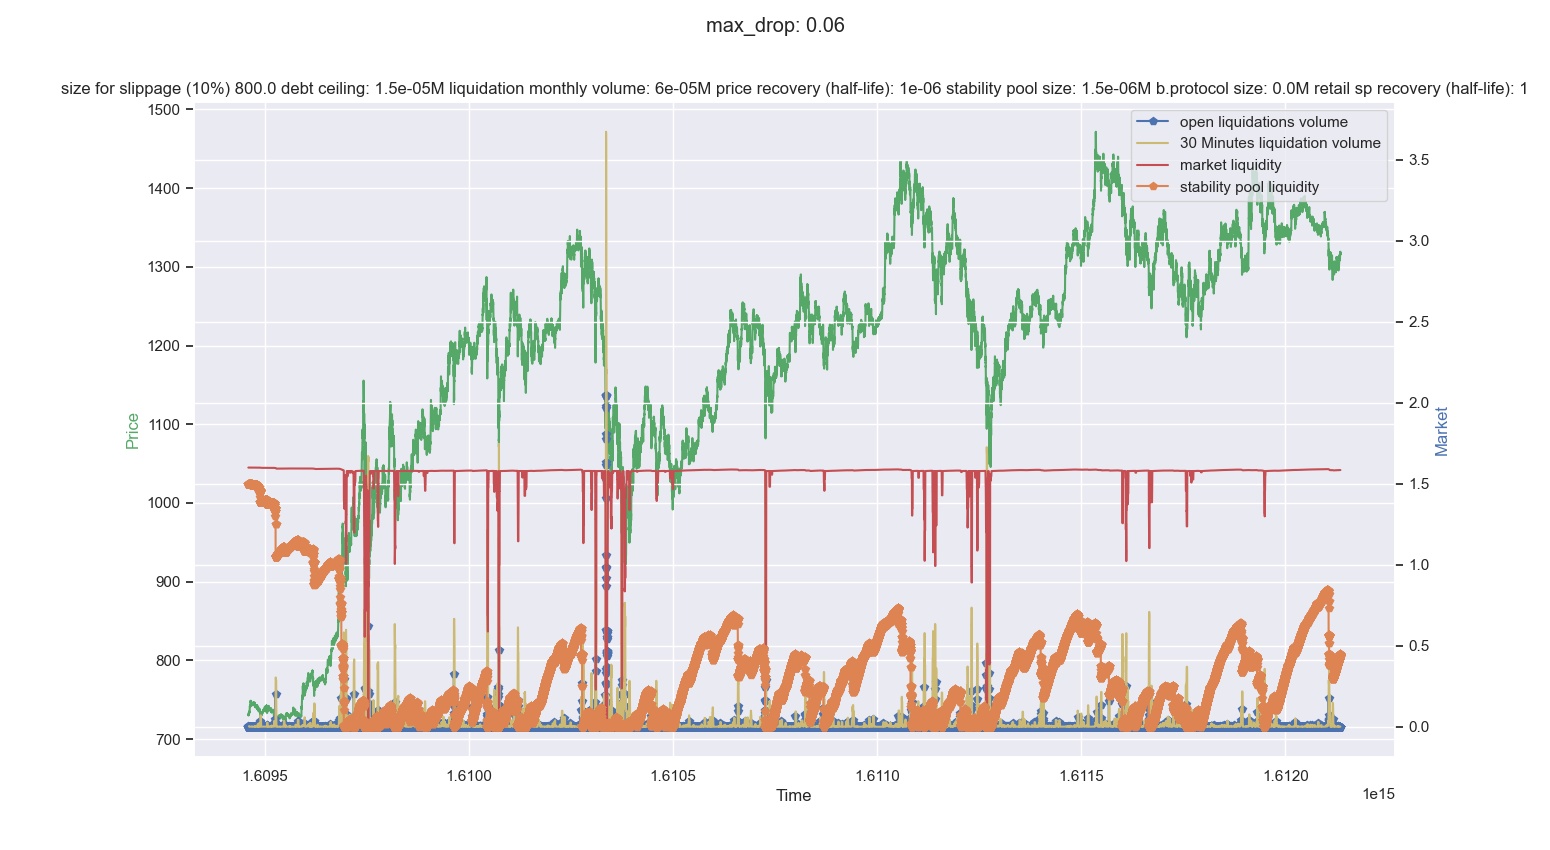 max_drop: 0.06
size for slippage (10%) 800.0 debt ceiling: 1.5e-05M liquidation monthly volume: 6e-05M price recovery (half-life): 1e-06 stability pool size: 1.5e-06M b.protocol size: 0.0M retail sp recovery (half-life): 1
open liquidations volume
30 Minutes liquidation volume
market liquidity
stability pool liquidity
1500
1400
1300
1200
1100
1000
900
800
700
Price
3.5
3.0
2.5
2.0
1.5
1.0
0.5
0.0
Market
1.6095 1.6100 1.6105 1.6110 1.6115 1.6120
1e15
Time